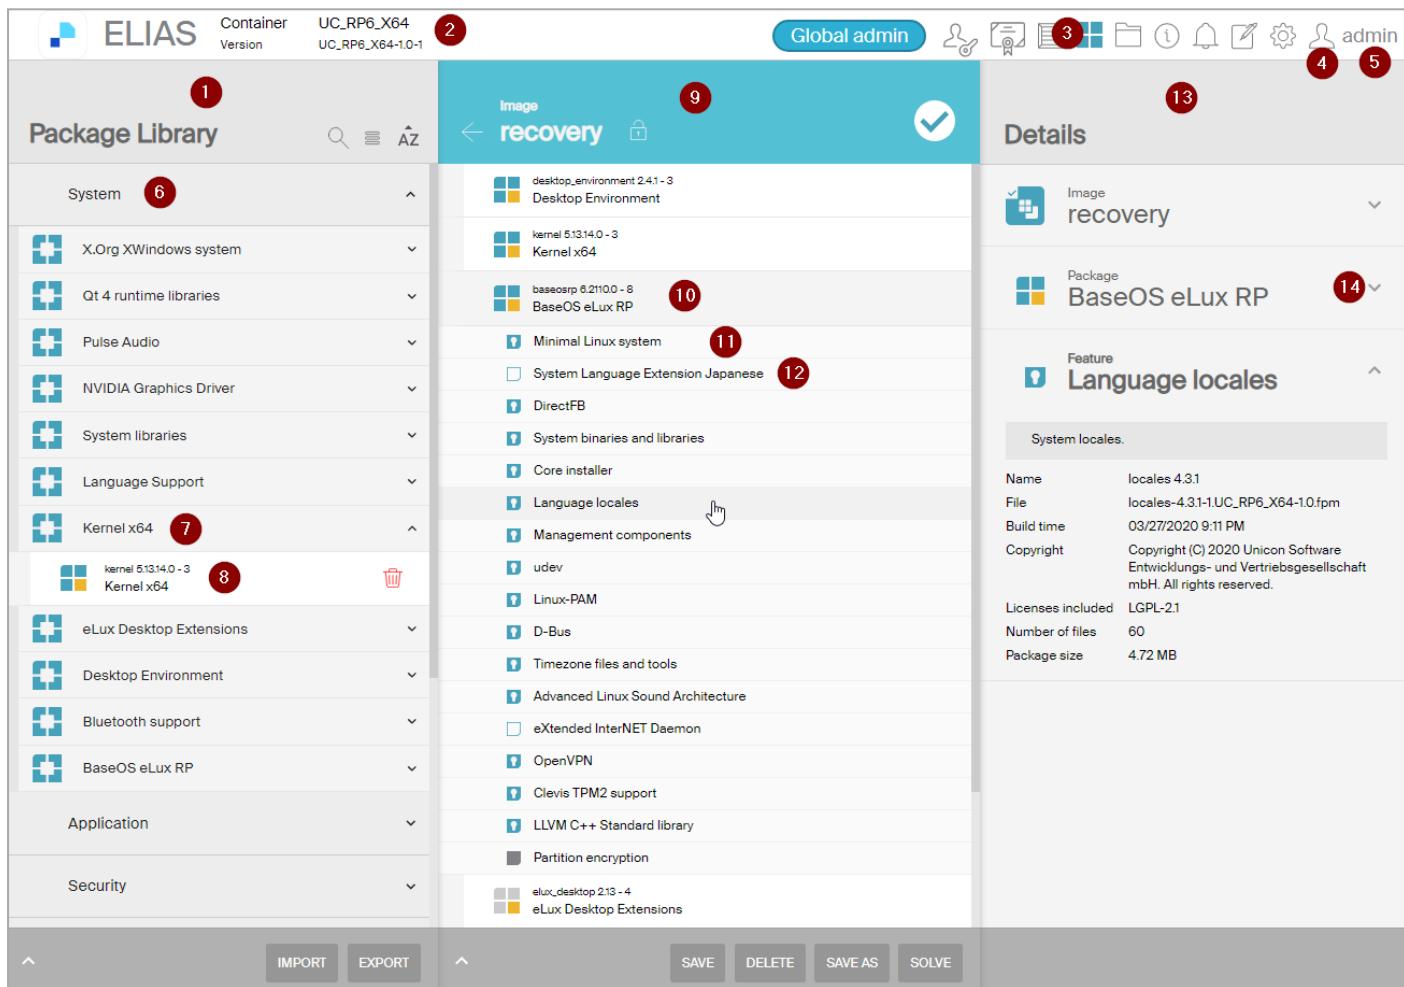 ELIAS
Container UC_RP6_X64
Version UC_RP6_X64-1.0-1
2
Global admin
3
admin
4
5
1
Package Library
AZ
System
6
X.Org XWindows system
Qt 4 runtime libraries
Pulse Audio
NVIDIA Graphics Driver
System libraries
Language Support
Kernel x64
7
kernel 5.13.14.0 - 3
Kernel x64
8
eLux Desktop Extensions
Desktop Environment
Bluetooth support
BaseOS eLux RP
Application
Security
IMPORT
EXPORT
9
Image
recovery
desktop_environment 2.4.1 - 3
Desktop Environment
kernel 5.13.14.0 - 3
Kernel x64
baseosrp 6.2110.0 - 8
BaseOS eLux RP
10
Minimal Linux system
11
System Language Extension Japanese
12
DirectFB
System binaries and libraries
Core installer
Language locales
Management components
udev
Linux-PAM
D-Bus
Timezone files and tools
Advanced Linux Sound Architecture
eXtended InterNET Daemon
OpenVPN
Clevis TPM2 support
LLVM C++ Standard library
Partition encryption
elux_desktop 2.13 - 4
eLux Desktop Extensions
SAVE
DELETE
SAVE AS
SOLVE
13
Details
Image
recovery
Package
BaseOS eLux RP
14
Feature
Language locales
System locales.
Name locales 4.3.1
File locales-4.3.1-1.UC_RP6_X64-1.0.fpm
Build time 03/27/2020 9:11 PM
Copyright Copyright (C) 2020 Unicon Software
Entwicklungs- und Vertriebsgesellschaft
mbH. All rights reserved.
Licenses included LGPL-2.1
Number of files 60
Package size 4.72 MB